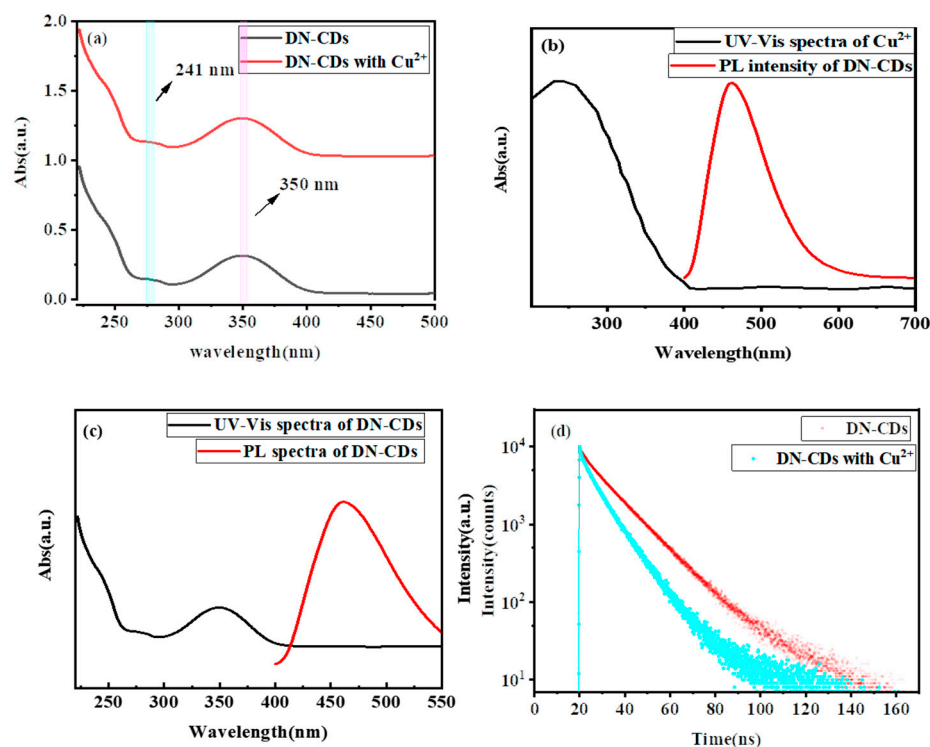 (a)
DN-CDs
DN-CDs with Cu²⁺
241 nm
350 nm
2.0
1.5
1.0
0.5
0.0
Abs(a.u.)
250 300 350 400 450 500
wavelength(nm)
(b)
UV-Vis spectra of Cu²⁺
PL intensity of DN-CDs
Abs(a.u.)
300 400 500 600 700
Wavelength(nm)
(c)
UV-Vis spectra of DN-CDs
PL spectra of DN-CDs
Abs(a.u.)
Intensity(a.u.)
250 300 350 400 450 500 550
Wavelength(nm)
(d)
DN-CDs
DN-CDs with Cu²⁺
10⁴
10³
10²
10¹
Intensity(counts)
0 20 40 60 80 100 120 140 160
Time(ns)